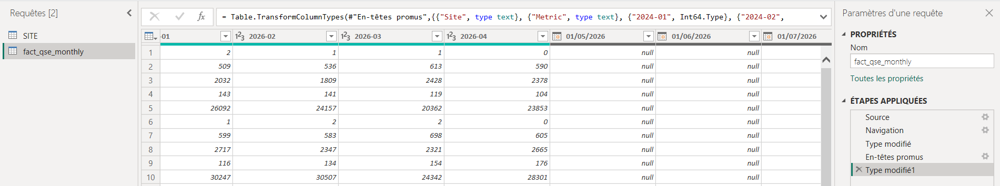 Requêtes [2]
SITE
fact_qse_monthly
fx
= Table.TransformColumnTypes(#"En-têtes promus",{{"Site", type text}, {"Metric", type text}, {"2024-01", Int64.Type}, {"2024-02",
-01 123 2026-02 123 2026-03 123 2026-04 01/05/2026 01/06/2026 01/07/2026
1 2 1 1 0 null null
2 509 536 613 590 null null
3 2032 1809 2428 2378 null null
4 143 141 119 104 null null
5 26092 24157 20362 23853 null null
6 1 2 2 0 null null
7 599 583 698 605 null null
8 2717 2347 2321 2665 null null
9 116 134 154 176 null null
10 30247 30507 24342 28301 null null
Paramètres d'une requête
PROPRIÉTÉS
Nom
fact_qse_monthly
Toutes les propriétés
ÉTAPES APPLIQUÉES
Source
Navigation
Type modifié
En-têtes promus
Type modifié1